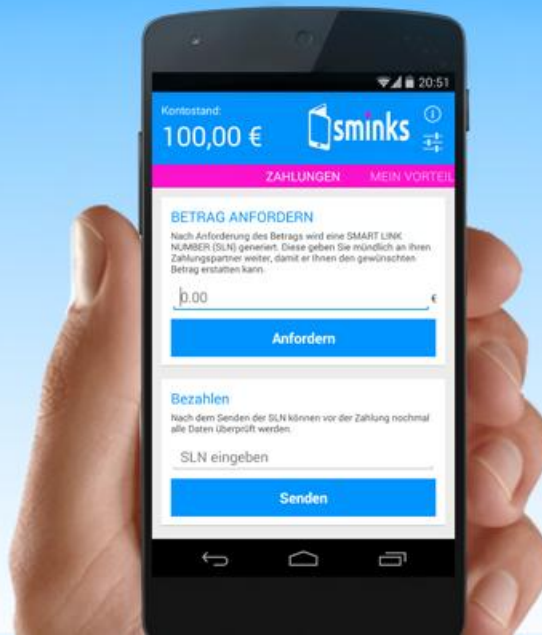 20:51
Kontostand:
100,00 €
sminks
ZAHLUNGEN MEIN VORTEIL
BETRAG ANFORDERN
Nach Anforderung des Betrags wird eine SMART LINK
NUMBER (SLN) generiert. Diese geben Sie mündlich an Ihren
Zahlungspartner weiter, damit er Ihnen den gewünschten
Betrag erstatten kann.
0.00 €
Anfordern
Bezahlen
Nach dem Senden der SLN können vor der Zahlung nochmal
alle Daten überprüft werden.
SLN eingeben
Senden